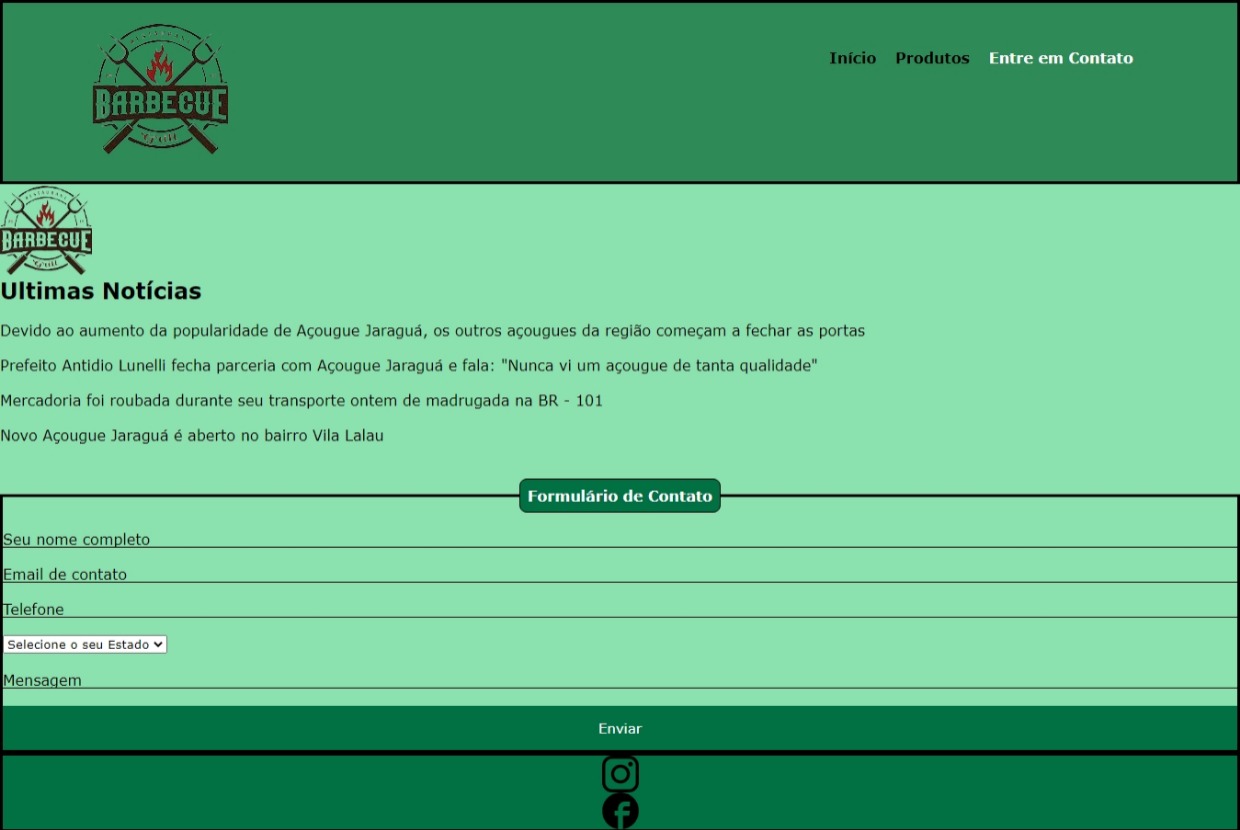 RESTAURANT
BARBECUE
Grill
Início Produtos Entre em Contato
RESTAURANT
BARBECUE
Grill
Ultimas Notícias
Devido ao aumento da popularidade de Açougue Jaraguá, os outros açougues da região começam a fechar as portas
Prefeito Antidio Lunelli fecha parceria com Açougue Jaraguá e fala: "Nunca vi um açougue de tanta qualidade"
Mercadoria foi roubada durante seu transporte ontem de madrugada na BR - 101
Novo Açougue Jaraguá é aberto no bairro Vila Lalau
Formulário de Contato
Seu nome completo
Email de contato
Telefone
Selecione o seu Estado
Mensagem
Enviar